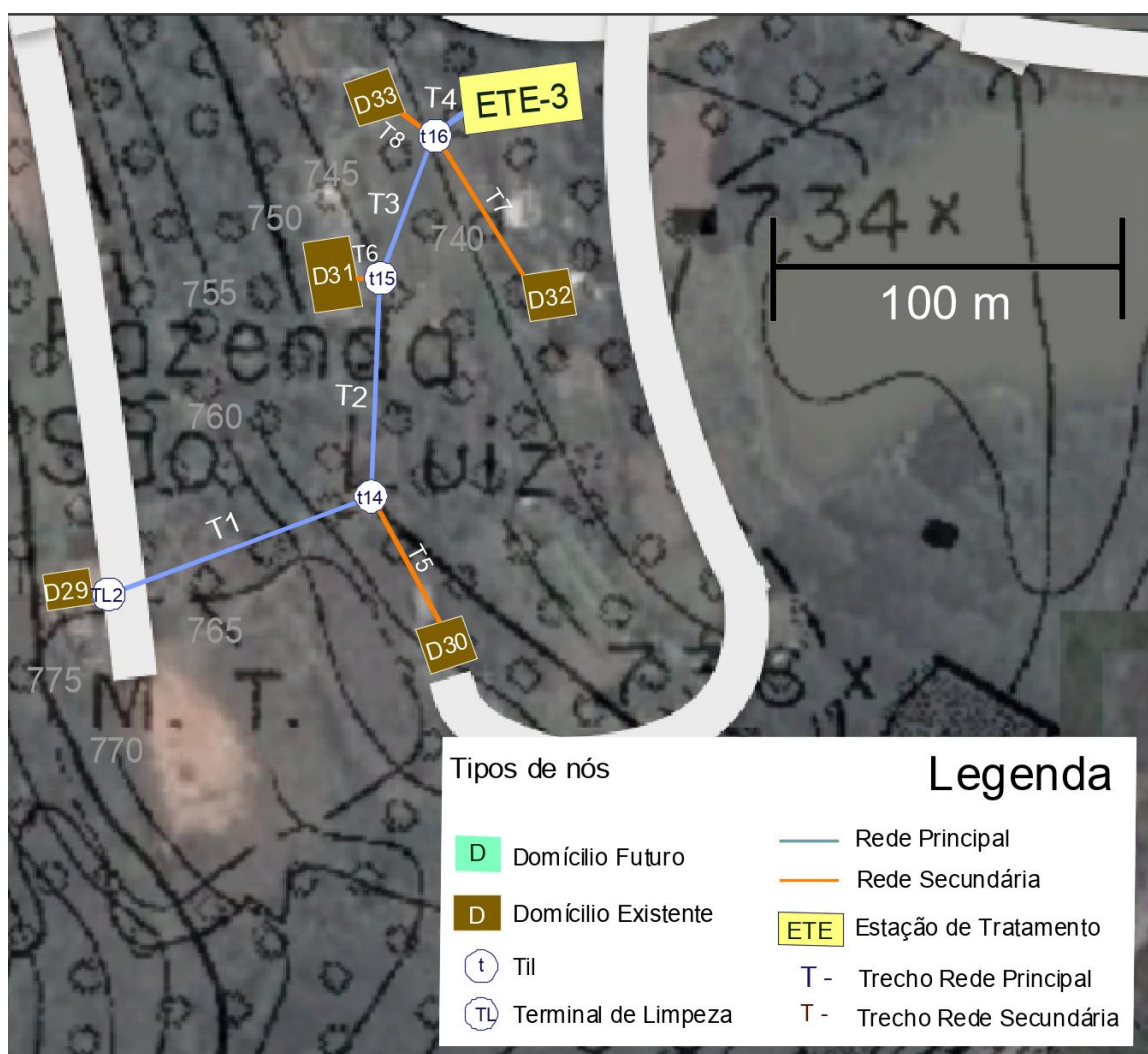 D33
T4
ETE-3
T8
t16
745
T3
T7
750
740
7,34 x
T6
D31
t15
755
D32
100 m
Fazenda
T2
760
São Luiz
t14
T1
T5
D29
TL2
765
D30
775
738 x
M. T.
770
Tipos de nós
Legenda
D Domícilio Futuro
Rede Principal
Rede Secundária
D Domícilio Existente
ETE Estação de Tratamento
t Til
T - Trecho Rede Principal
TL Terminal de Limpeza
T - Trecho Rede Secundária